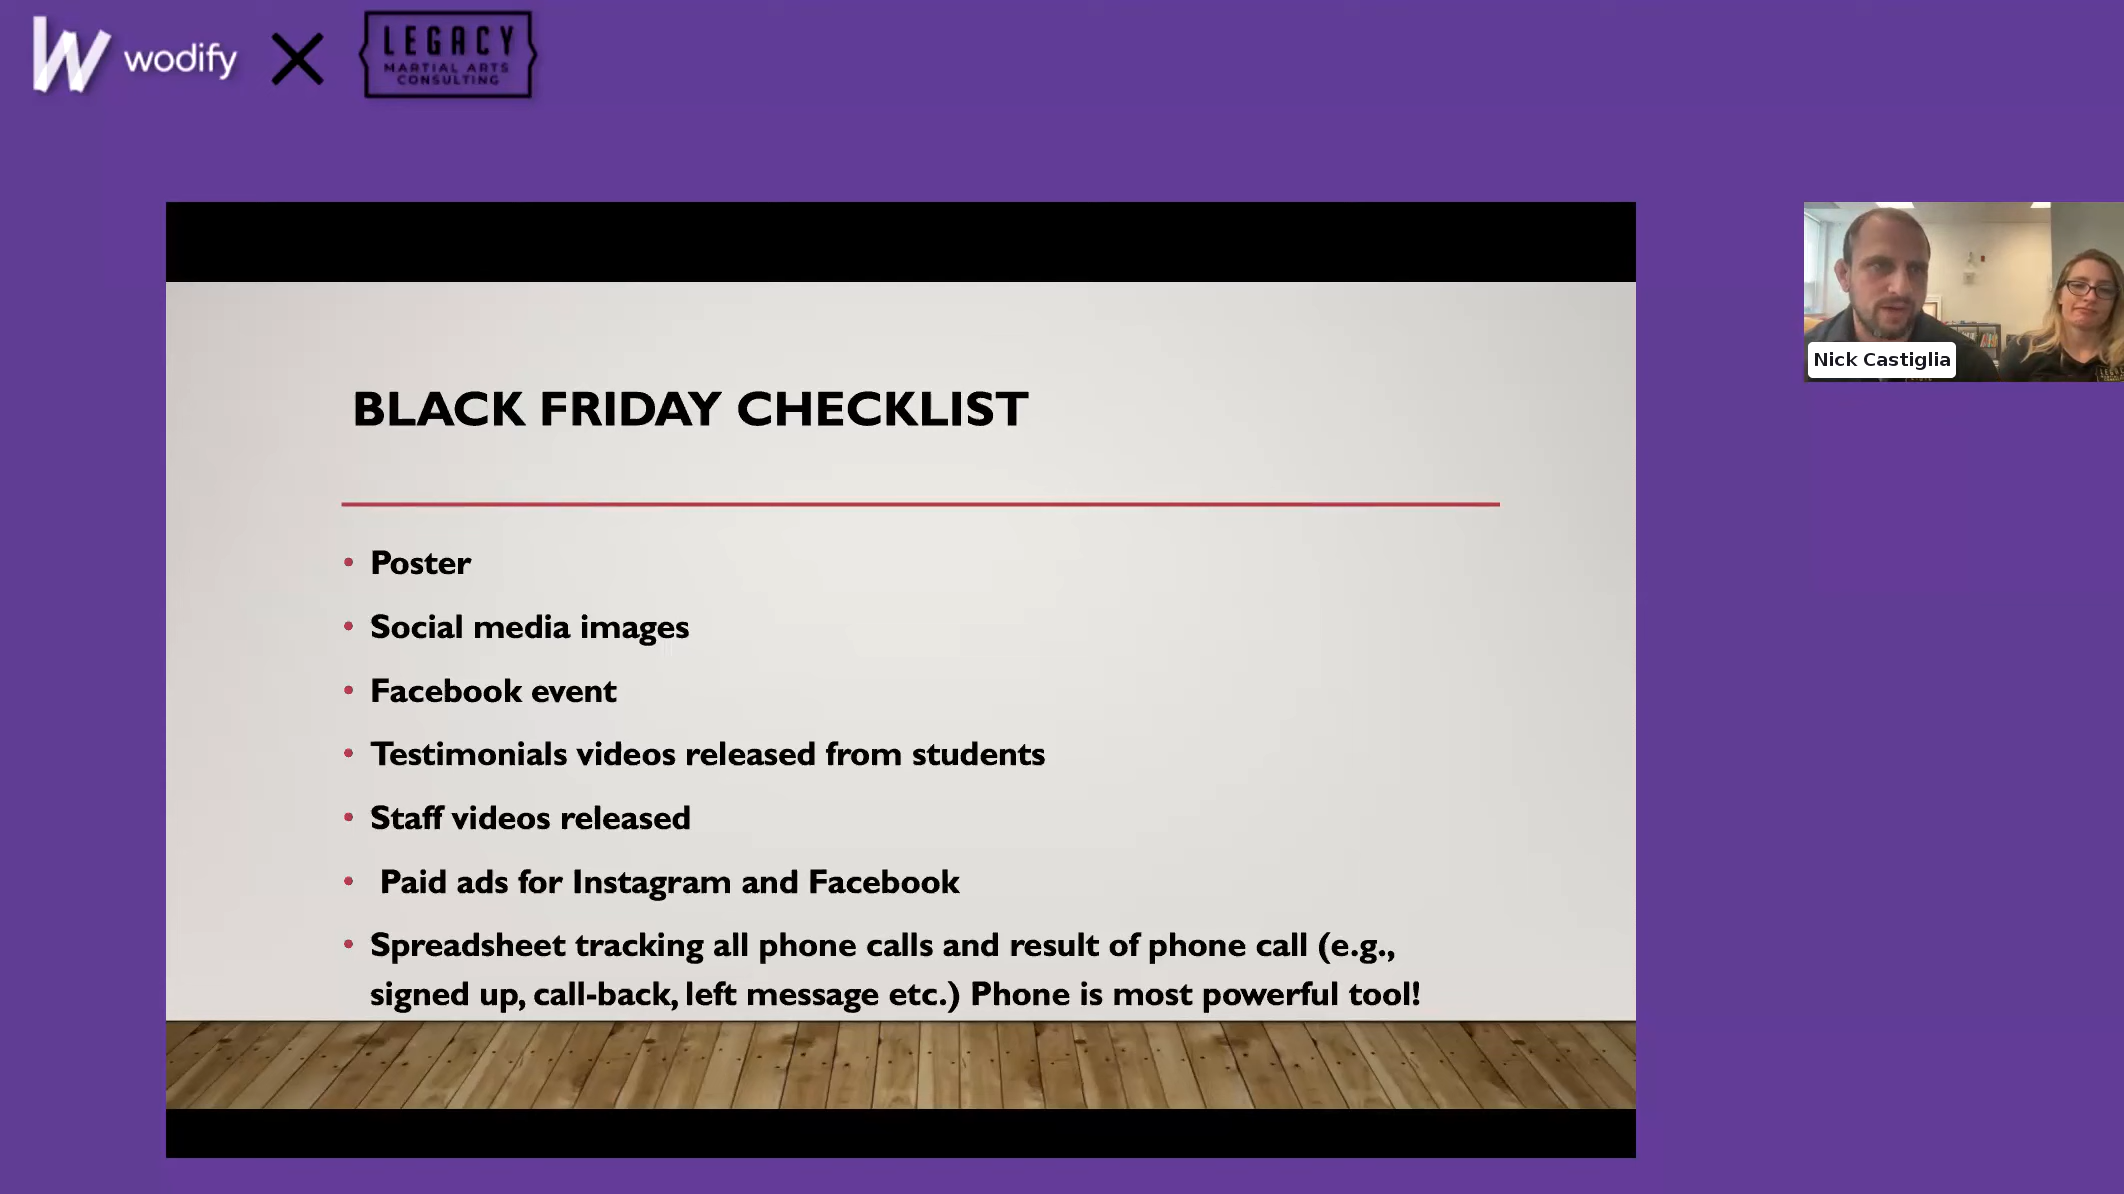 wodify
LEGACY
MARTIAL ARTS
CONSULTING
BLACK FRIDAY CHECKLIST
• Poster
• Social media images
• Facebook event
• Testimonials videos released from students
• Staff videos released
• Paid ads for Instagram and Facebook
• Spreadsheet tracking all phone calls and result of phone call (e.g.,
signed up, call-back, left message etc.) Phone is most powerful tool!
Nick Castiglia